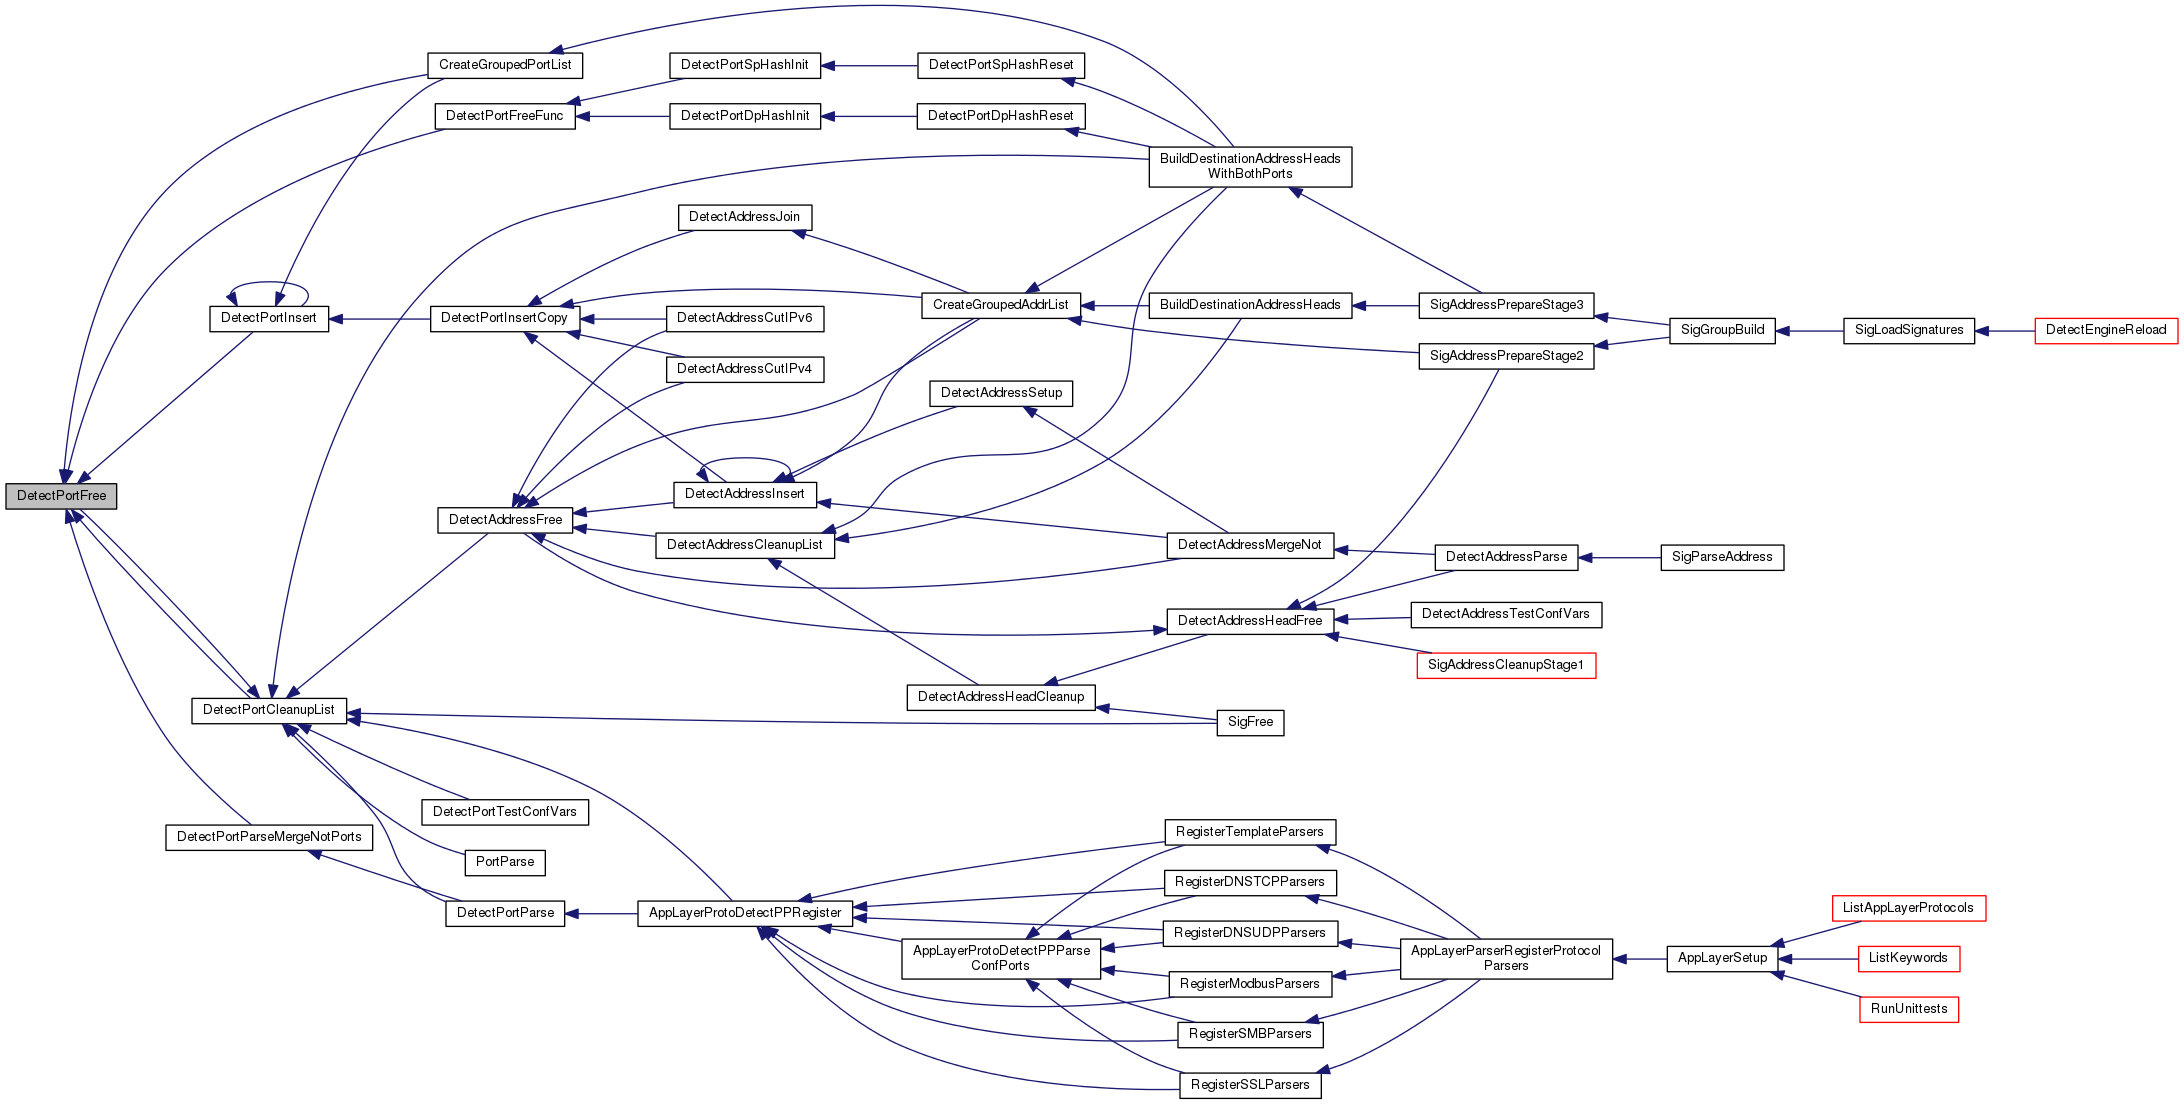 CreateGroupedPortList
DetectPortSpHashInit
DetectPortSpHashReset
DetectPortFreeFunc
DetectPortDpHashInit
DetectPortDpHashReset
BuildDestinationAddressHeads
WithBothPorts
DetectAddressJoin
DetectPortInsert
DetectPortInsertCopy
DetectAddressCutIPv6
CreateGroupedAddrList
BuildDestinationAddressHeads
SigAddressPrepareStage3
SigGroupBuild
SigLoadSignatures
DetectEngineReload
SigAddressPrepareStage2
DetectAddressCutIPv4
DetectAddressSetup
DetectPortFree
DetectAddressInsert
DetectAddressFree
DetectAddressCleanupList
DetectAddressMergeNot
DetectAddressParse
SigParseAddress
DetectAddressHeadFree
DetectAddressTestConfVars
SigAddressCleanupStage1
DetectAddressHeadCleanup
DetectPortCleanupList
SigFree
DetectPortTestConfVars
DetectPortParseMergeNotPorts
PortParse
DetectPortParse
AppLayerProtoDetectPPRegister
RegisterTemplateParsers
RegisterDNSTCPParsers
RegisterDNSUDPParsers
AppLayerProtoDetectPPParse
ConfPorts
RegisterModbusParsers
RegisterSMBParsers
RegisterSSLParsers
AppLayerParserRegisterProtocol
Parsers
AppLayerSetup
ListAppLayerProtocols
ListKeywords
RunUnittests